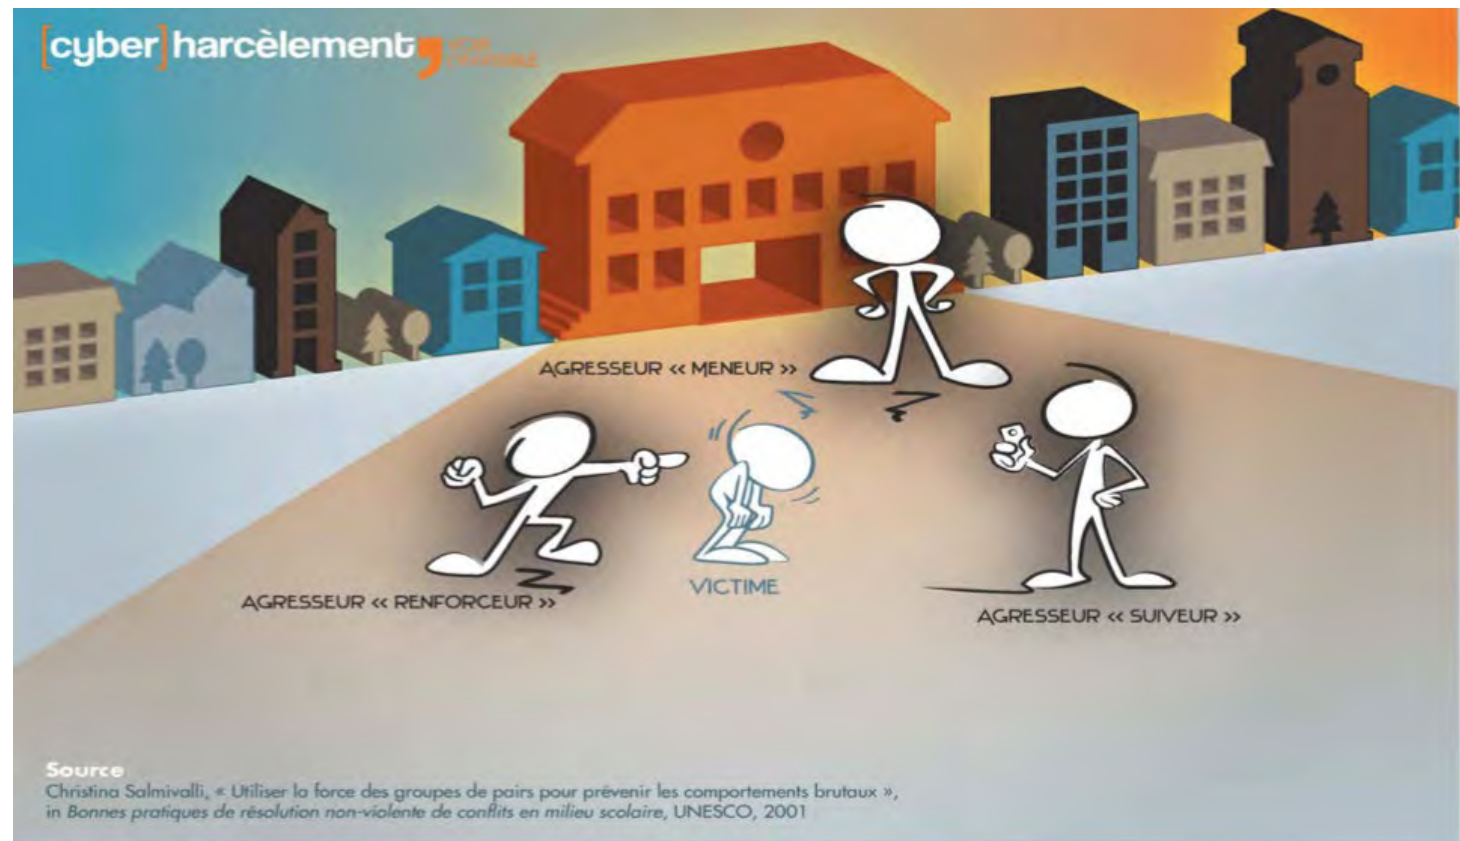 [cyber]harcèlement,
AGRESSEUR << MENEUR >>
VICTIME
AGRESSEUR << RENFORCEUR >>
AGRESSEUR << SUIVEUR >>
Source
Christina Salmivalli, « Utiliser la force des groupes de pairs pour prévenir les comportements brutaux »,
in Bonnes pratiques de résolution non-violente de conflits en milieu scolaire, UNESCO, 2001